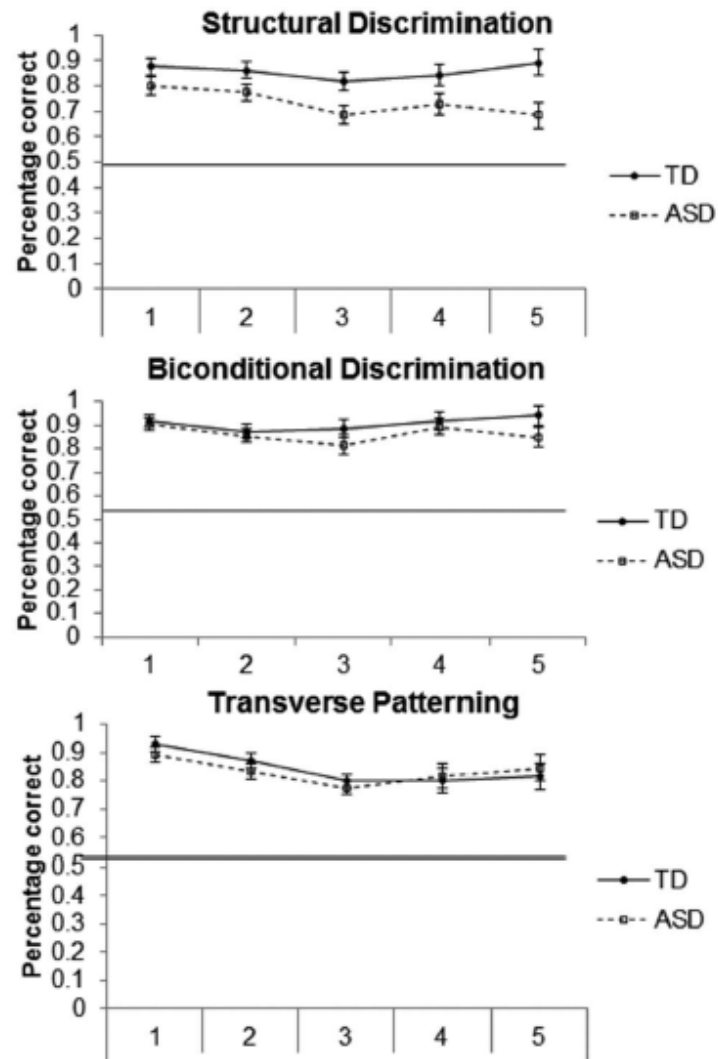 Structural Discrimination
Percentage correct
1
0.9
0.8
0.7
0.6
0.5
0.4
0.3
0.2
0.1
0
1 2 3 4 5
TD
ASD
Biconditional Discrimination
Percentage correct
1
0.9
0.8
0.7
0.6
0.5
0.4
0.3
0.2
0.1
0
1 2 3 4 5
TD
ASD
Transverse Patterning
Percentage correct
1
0.9
0.8
0.7
0.6
0.5
0.4
0.3
0.2
0.1
0
1 2 3 4 5
TD
ASD